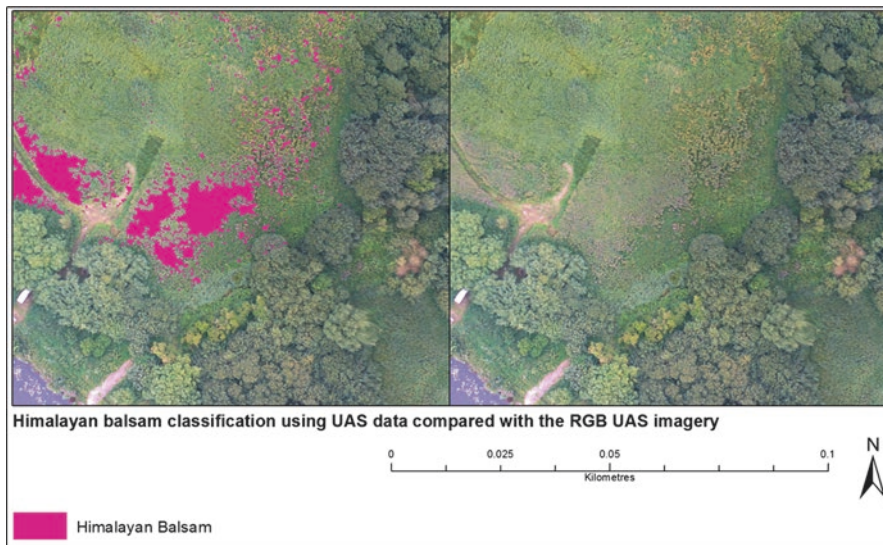 Himalayan balsam classification using UAS data compared with the RGB UAS imagery
N
0 0.025 0.05 0.1
Kilometres
Himalayan Balsam